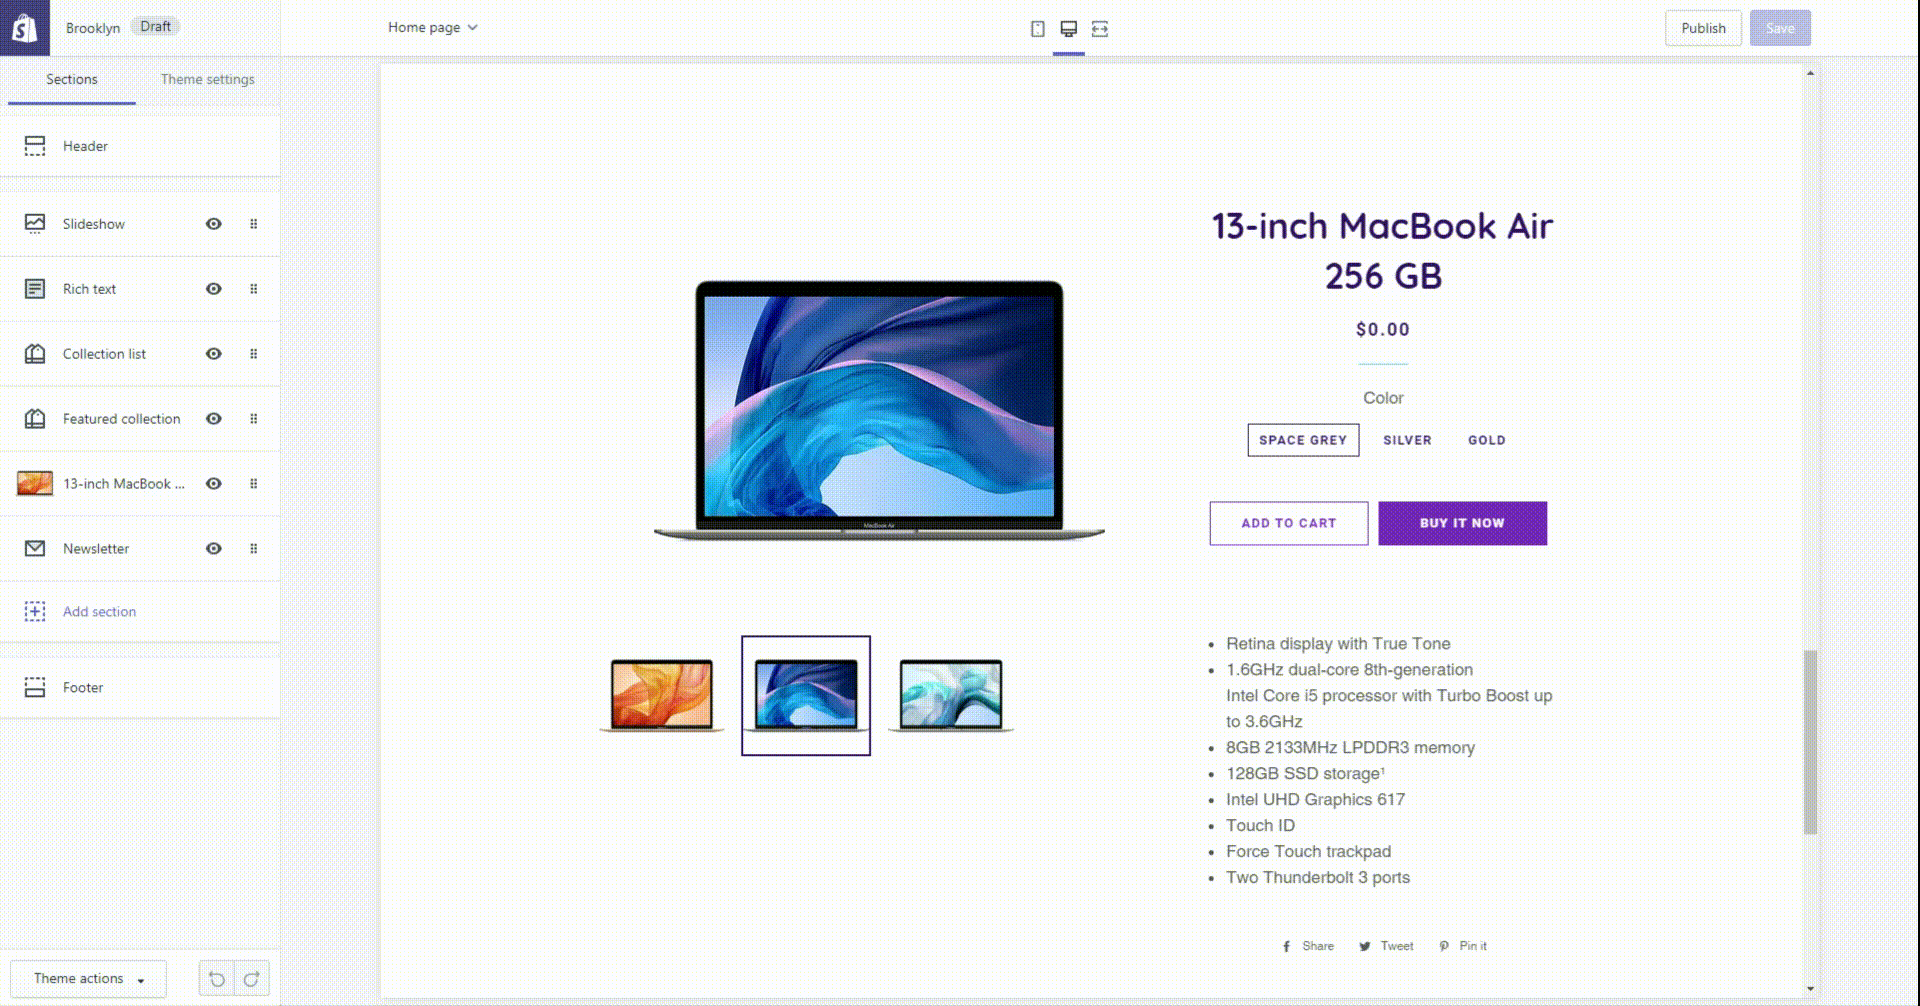 Brooklyn Draft
Home page
Publish
Save
Sections
Theme settings
Header
Slideshow
Rich text
Collection list
Featured collection
13-inch MacBook ...
Newsletter
Add section
Footer
Theme actions
MacBook Air
13-inch MacBook Air
256 GB
$0.00
Color
SPACE GREY SILVER GOLD
ADD TO CART BUY IT NOW
Retina display with True Tone
1.6GHz dual-core 8th-generation
Intel Core i5 processor with Turbo Boost up
to 3.6GHz
8GB 2133MHz LPDDR3 memory
128GB SSD storage¹
Intel UHD Graphics 617
Touch ID
Force Touch trackpad
Two Thunderbolt 3 ports
Share Tweet Pin it